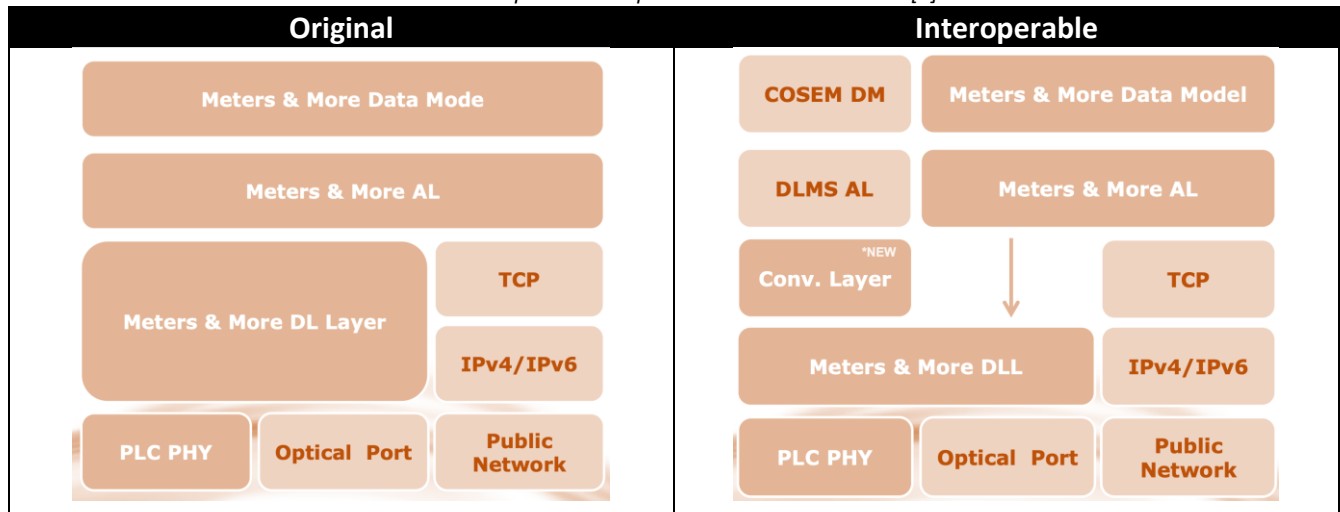 Original
Interoperable
Meters & More Data Mode
Meters & More AL
Meters & More DL Layer
TCP
IPv4/IPv6
PLC PHY
Optical Port
Public
Network
COSEM DM
Meters & More Data Model
DLMS AL
Meters & More AL
*NEW
Conv. Layer
TCP
Meters & More DLL
IPv4/IPv6
PLC PHY
Optical Port
Public
Network